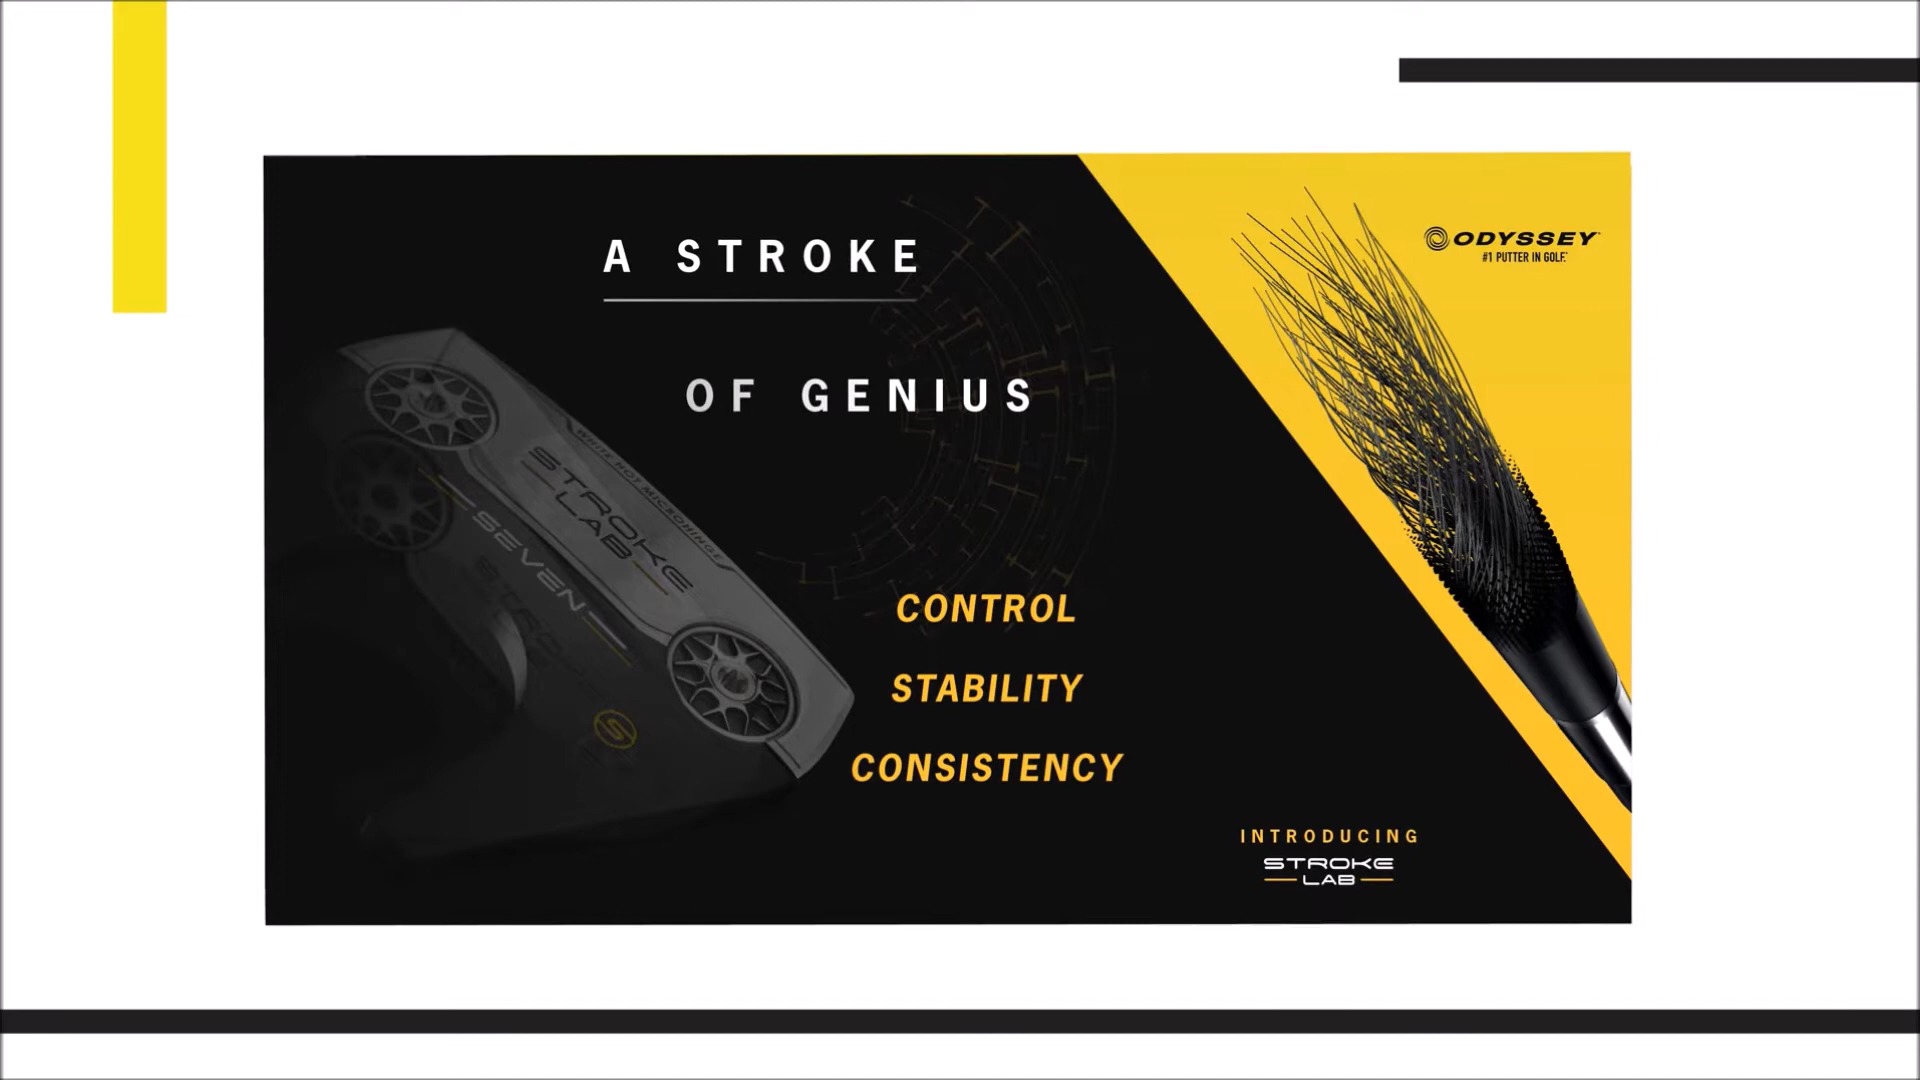 A STROKE
OF GENIUS
ODYSSEY
#1 PUTTER IN GOLF.
WHITE HOT MICROHINGE
STROKE
LAB
SEVEN
S
CONTROL
STABILITY
CONSISTENCY
INTRODUCING
STROKE
LAB